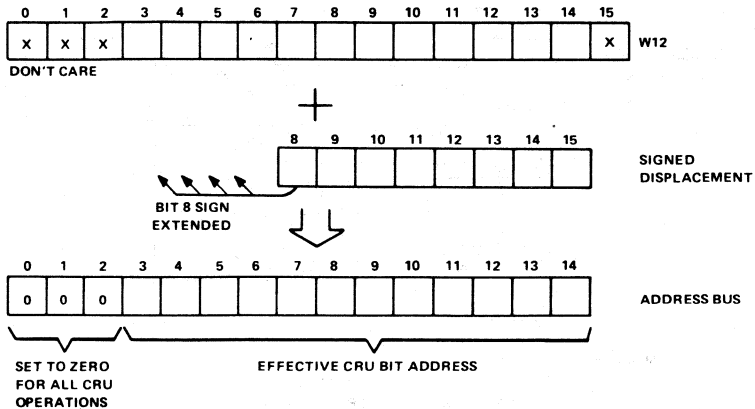 0 1 2 3 4 5 6 7 8 9 10 11 12 13 14 15
X X X X W12
DON'T CARE
+
8 9 10 11 12 13 14 15
SIGNED
DISPLACEMENT
BIT 8 SIGN
EXTENDED
0 1 2 3 4 5 6 7 8 9 10 11 12 13 14
0 0 0 ADDRESS BUS
SET TO ZERO
FOR ALL CRU
OPERATIONS
EFFECTIVE CRU BIT ADDRESS